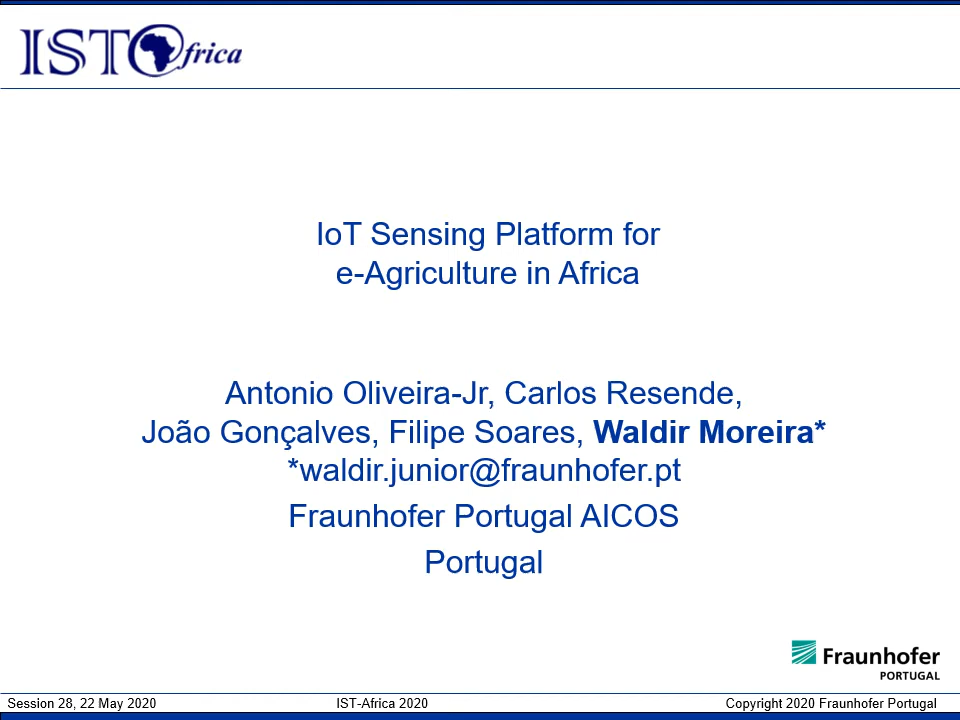 IST Africa
IoT Sensing Platform for
e-Agriculture in Africa
Antonio Oliveira-Jr, Carlos Resende,
João Gonçalves, Filipe Soares, Waldir Moreira*
*waldir.junior@fraunhofer.pt
Fraunhofer Portugal AICOS
Portugal
Fraunhofer
PORTUGAL
Session 28, 22 May 2020 IST-Africa 2020 Copyright 2020 Fraunhofer Portugal